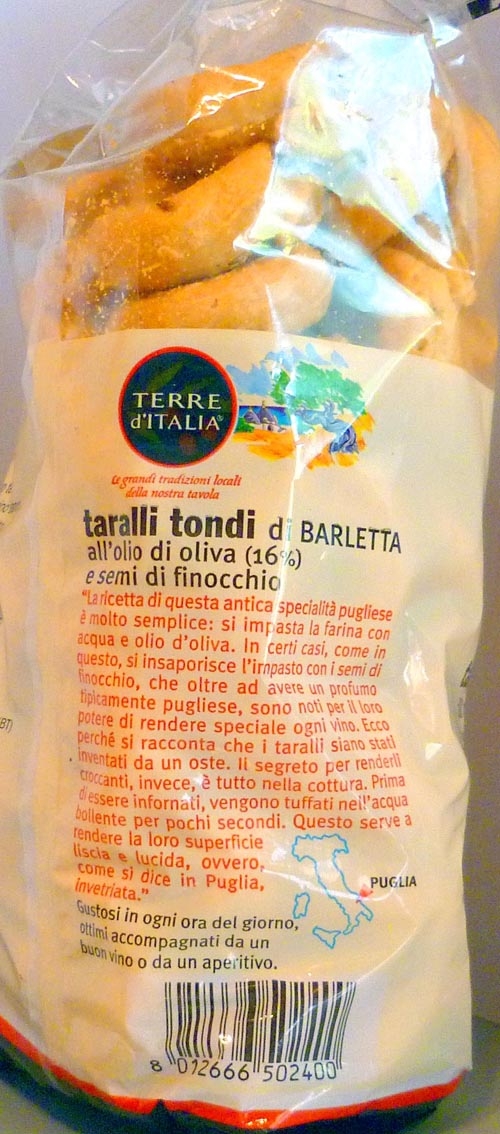 TERRE
d'ITALIA
Le grandi tradizioni locali
della nostra tavola
taralli tondi di BARLETTA
all'olio di oliva (16%)
e semi di finocchio
"La ricetta di questa antica specialità pugliese
è molto semplice: si impasta la farina con
acqua e olio d'oliva. In certi casi, come in
questo, si insaporisce l'impasto con i semi di
finocchio, che oltre ad avere un profumo
tipicamente pugliese, sono noti per il loro
potere di rendere speciale ogni vino. Ecco
perché si racconta che i taralli siano stati
inventati da un oste. Il segreto per renderli
croccanti, invece, è tutto nella cottura. Prima
di essere infornati, vengono tuffati nell'acqua
bollente per pochi secondi. Questo serve a
rendere la loro superficie
liscia e lucida, ovvero,
come si dice in Puglia,
invetriata."
PUGLIA
Gustosi in ogni ora del giorno,
ottimi accompagnati da un
buon vino o da un aperitivo.
8 012666 502400
BT)